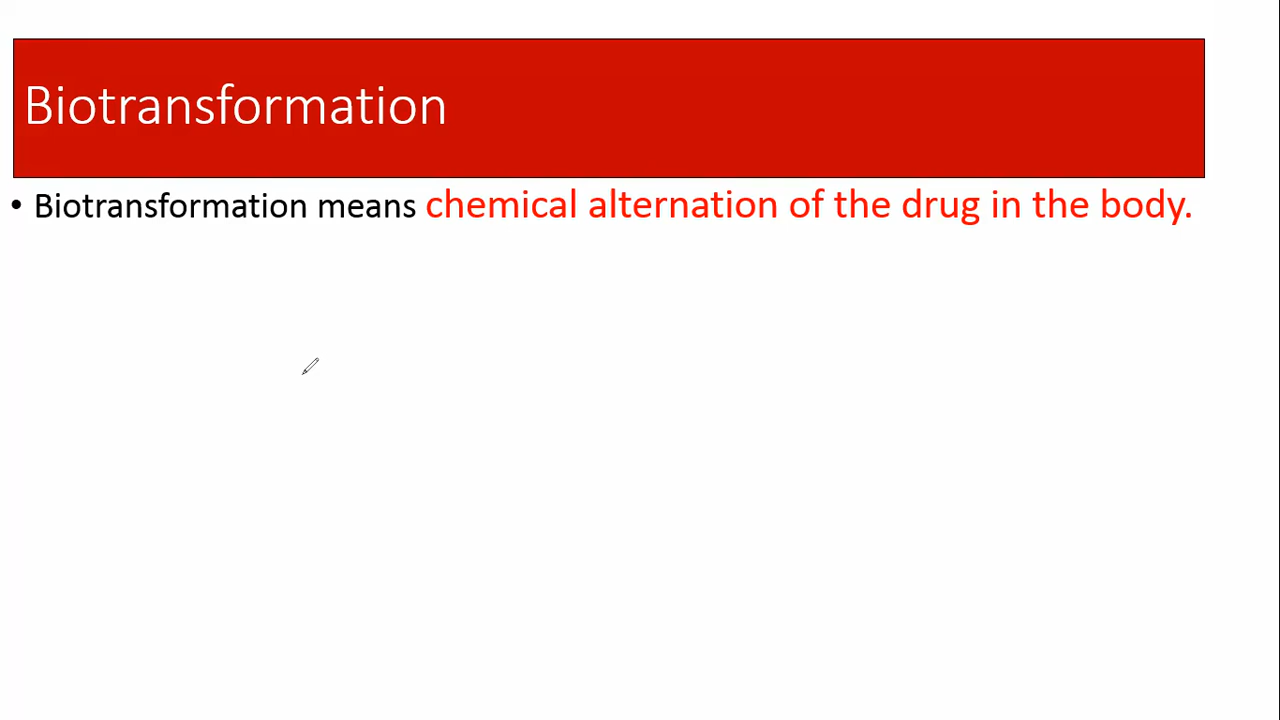 Biotransformation
• Biotransformation means chemical alternation of the drug in the body.